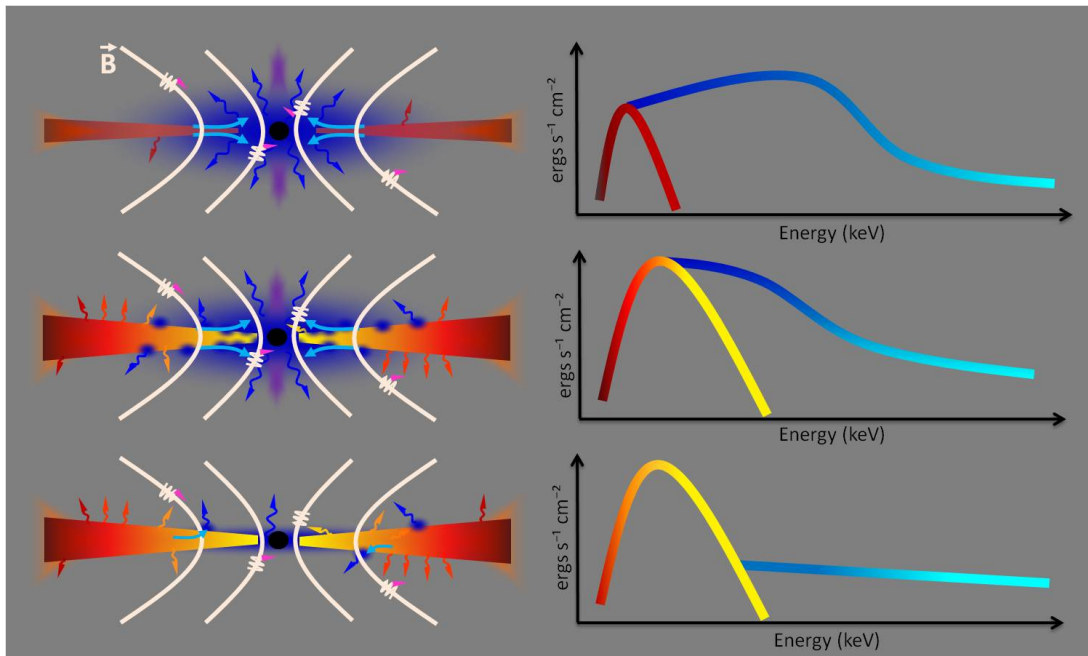 B
ergs s⁻¹ cm⁻²
Energy (keV)
ergs s⁻¹ cm⁻²
Energy (keV)
ergs s⁻¹ cm⁻²
Energy (keV)